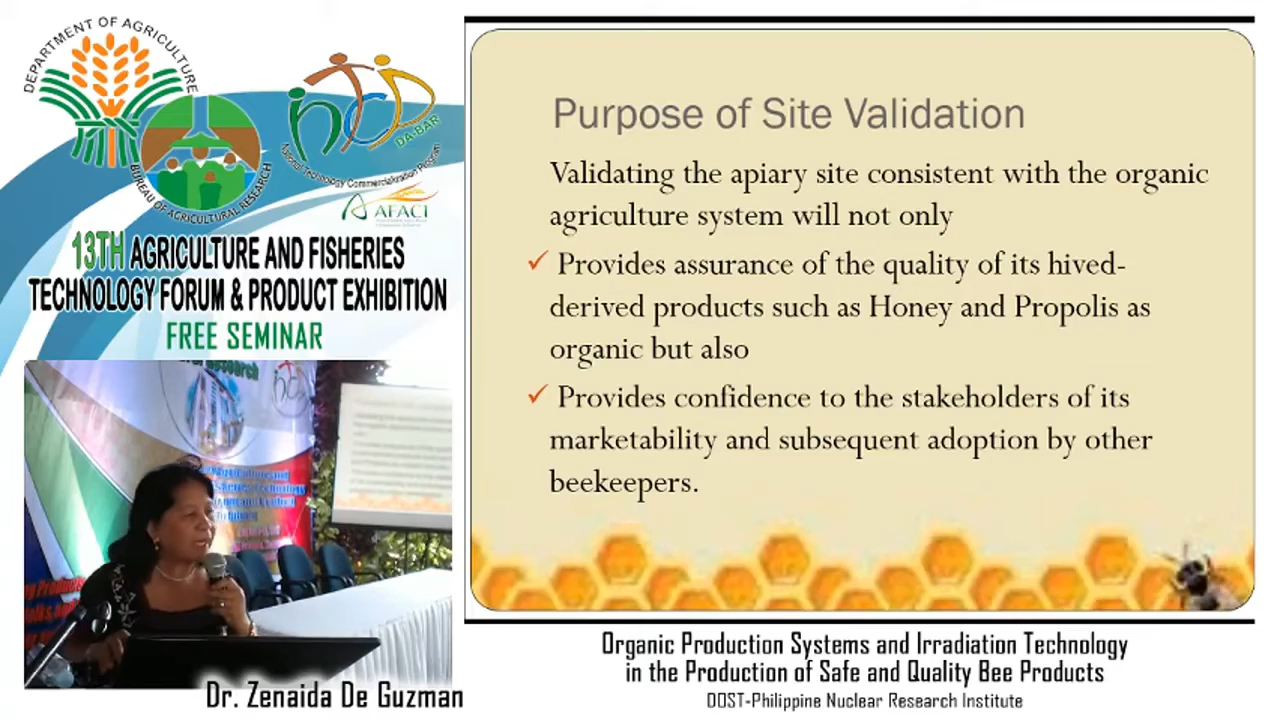 DEPARTMENT OF AGRICULTURE
BUREAU OF AGRICULTURAL RESEARCH
DA-BAR
National Technology Commercialization Program
AFACI
13TH AGRICULTURE AND FISHERIES
TECHNOLOGY FORUM & PRODUCT EXHIBITION
FREE SEMINAR
Dr. Zenaida De Guzman
Purpose of Site Validation
Validating the apiary site consistent with the organic
agriculture system will not only
✓ Provides assurance of the quality of its hived-
derived products such as Honey and Propolis as
organic but also
✓ Provides confidence to the stakeholders of its
marketability and subsequent adoption by other
beekeepers.
Organic Production Systems and Irradiation Technology
in the Production of Safe and Quality Bee Products
DOST-Philippine Nuclear Research Institute